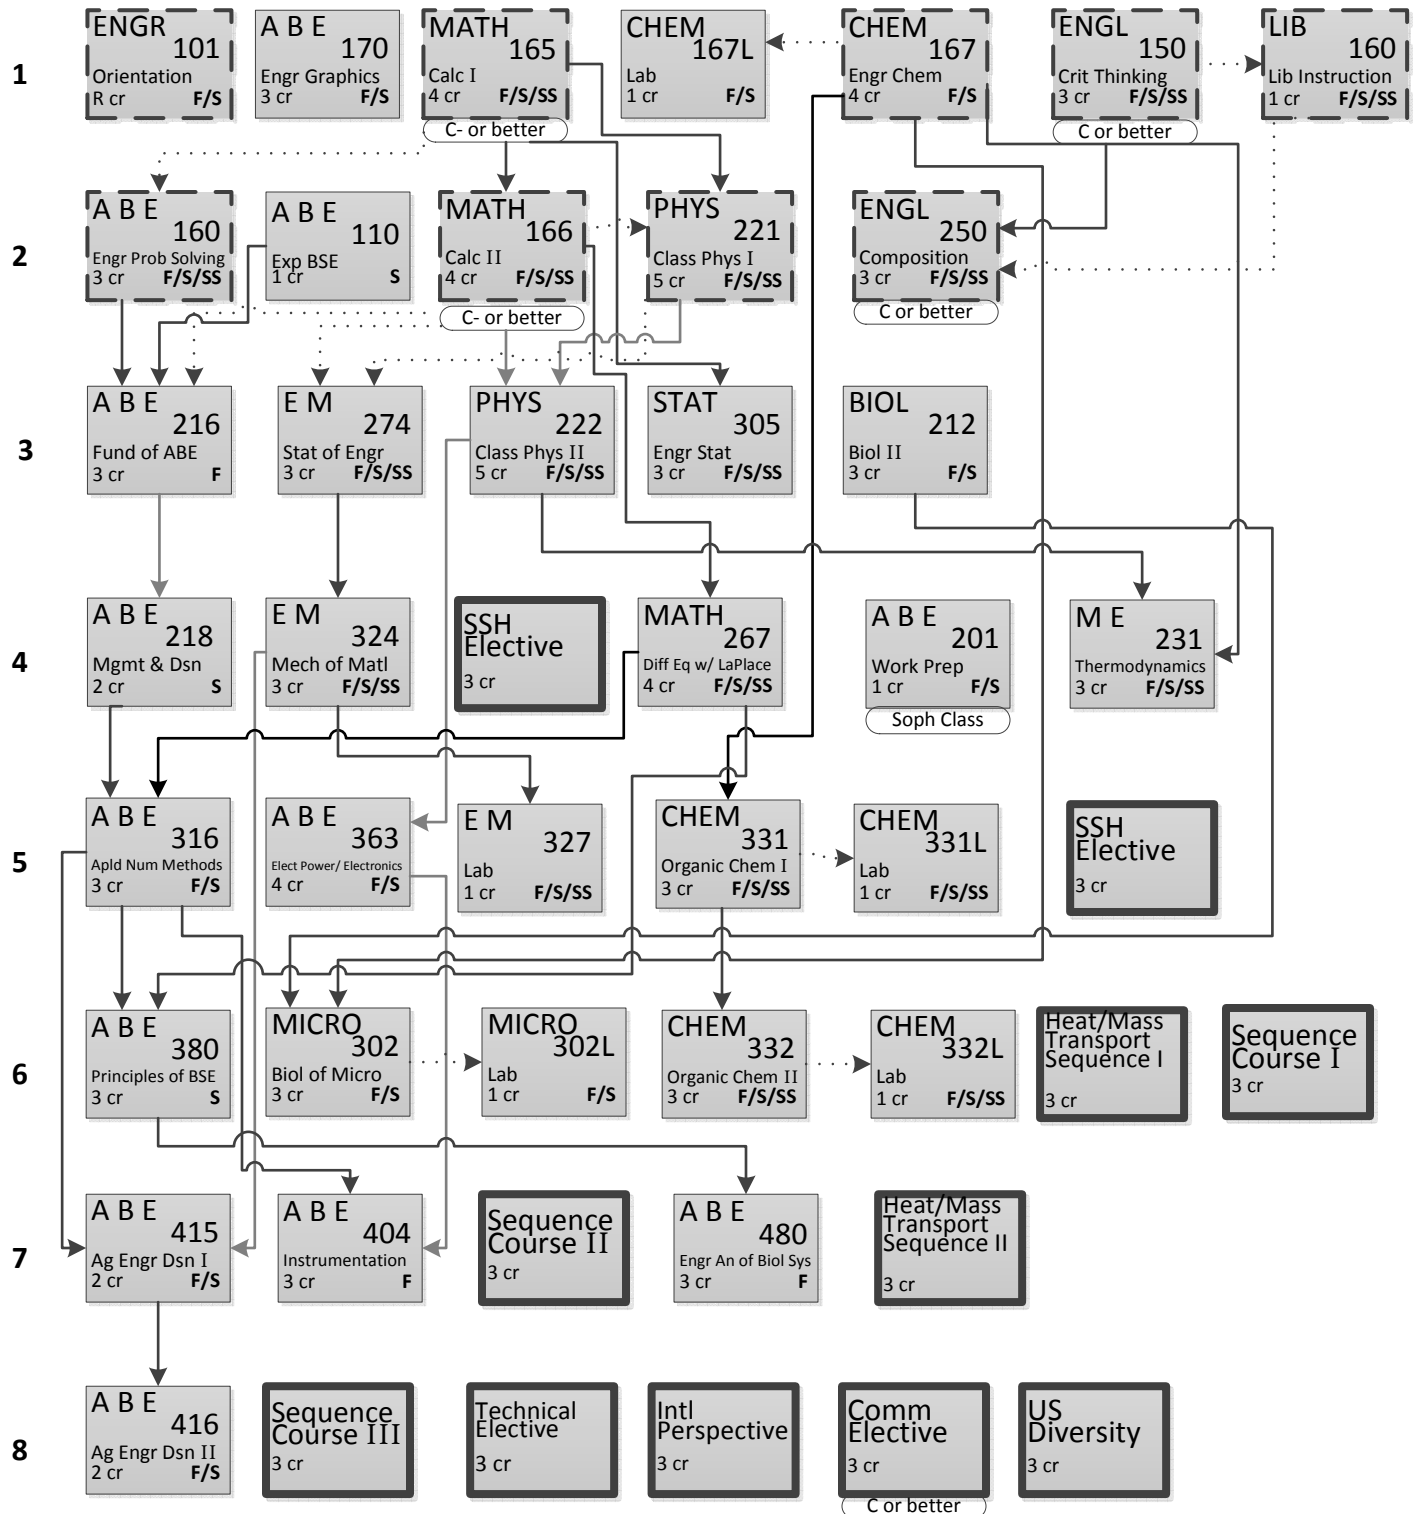 1
ENGR
101
Orientation
R cr F/S
A B E
170
Engr Graphics
3 cr F/S
MATH
165
Calc I
4 cr F/S/SS
C- or better
CHEM
167L
Lab
1 cr F/S
CHEM
167
Engr Chem
4 cr F/S
ENGL
150
Crit Thinking
3 cr F/S/SS
C or better
LIB
160
Lib Instruction
1 cr F/S/SS
2
A B E
160
Engr Prob Solving
3 cr F/S/SS
A B E
110
Exp BSE
1 cr S
MATH
166
Calc II
4 cr F/S/SS
C- or better
PHYS
221
Class Phys I
5 cr F/S/SS
ENGL
250
Composition
3 cr F/S/SS
C or better
3
A B E
216
Fund of ABE
3 cr F
E M
274
Stat of Engr
3 cr F/S/SS
PHYS
222
Class Phys II
5 cr F/S/SS
STAT
305
Engr Stat
3 cr F/S/SS
BIOL
212
Biol II
3 cr F/S
4
A B E
218
Mgmt & Dsn
2 cr S
E M
324
Mech of Matl
3 cr F/S/SS
SSH
Elective
3 cr
MATH
267
Diff Eq w/ LaPlace
4 cr F/S/SS
A B E
201
Work Prep
1 cr F/S
Soph Class
M E
231
Thermodynamics
3 cr F/S/SS
5
A B E
316
Apld Num Methods
3 cr F/S
A B E
363
Elect Power/ Electronics
4 cr F/S
E M
327
Lab
1 cr F/S/SS
CHEM
331
Organic Chem I
3 cr F/S/SS
CHEM
331L
Lab
1 cr F/S/SS
SSH
Elective
3 cr
6
A B E
380
Principles of BSE
3 cr S
MICRO
302
Biol of Micro
3 cr F/S
MICRO
302L
Lab
1 cr F/S
CHEM
332
Organic Chem II
3 cr F/S/SS
CHEM
332L
Lab
1 cr F/S/SS
Heat/Mass
Transport
Sequence I
3 cr
Sequence
Course I
3 cr
7
A B E
415
Ag Engr Dsn I
2 cr F/S
A B E
404
Instrumentation
3 cr F
Sequence
Course II
3 cr
A B E
480
Engr An of Biol Sys
3 cr F
Heat/Mass
Transport
Sequence II
3 cr
8
A B E
416
Ag Engr Dsn II
2 cr F/S
Sequence
Course III
3 cr
Technical
Elective
3 cr
Intl
Perspective
3 cr
Comm
Elective
3 cr
C or better
US
Diversity
3 cr